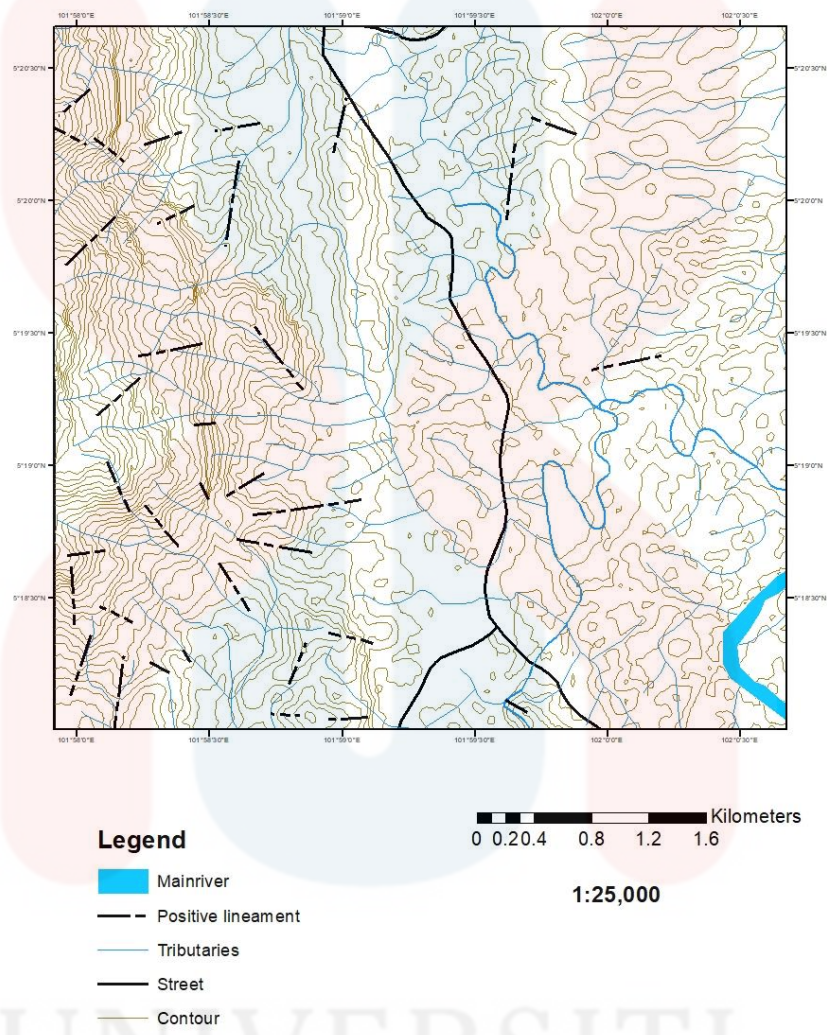 101°58'0"E 101°58'30"E 101°59'0"E 101°59'30"E 102°0'0"E 102°0'30"E
5°20'30"N 5°20'30"N
5°20'0"N 5°20'0"N
5°19'30"N 5°19'30"N
5°19'0"N 5°19'0"N
5°18'30"N 5°18'30"N
101°58'0"E 101°58'30"E 101°59'0"E 101°59'30"E 102°0'0"E 102°0'30"E
Kilometers
0 0.20.4 0.8 1.2 1.6
1:25,000
Legend
Mainriver
Positive lineament
Tributaries
Street
Contour
UNIVERSITI